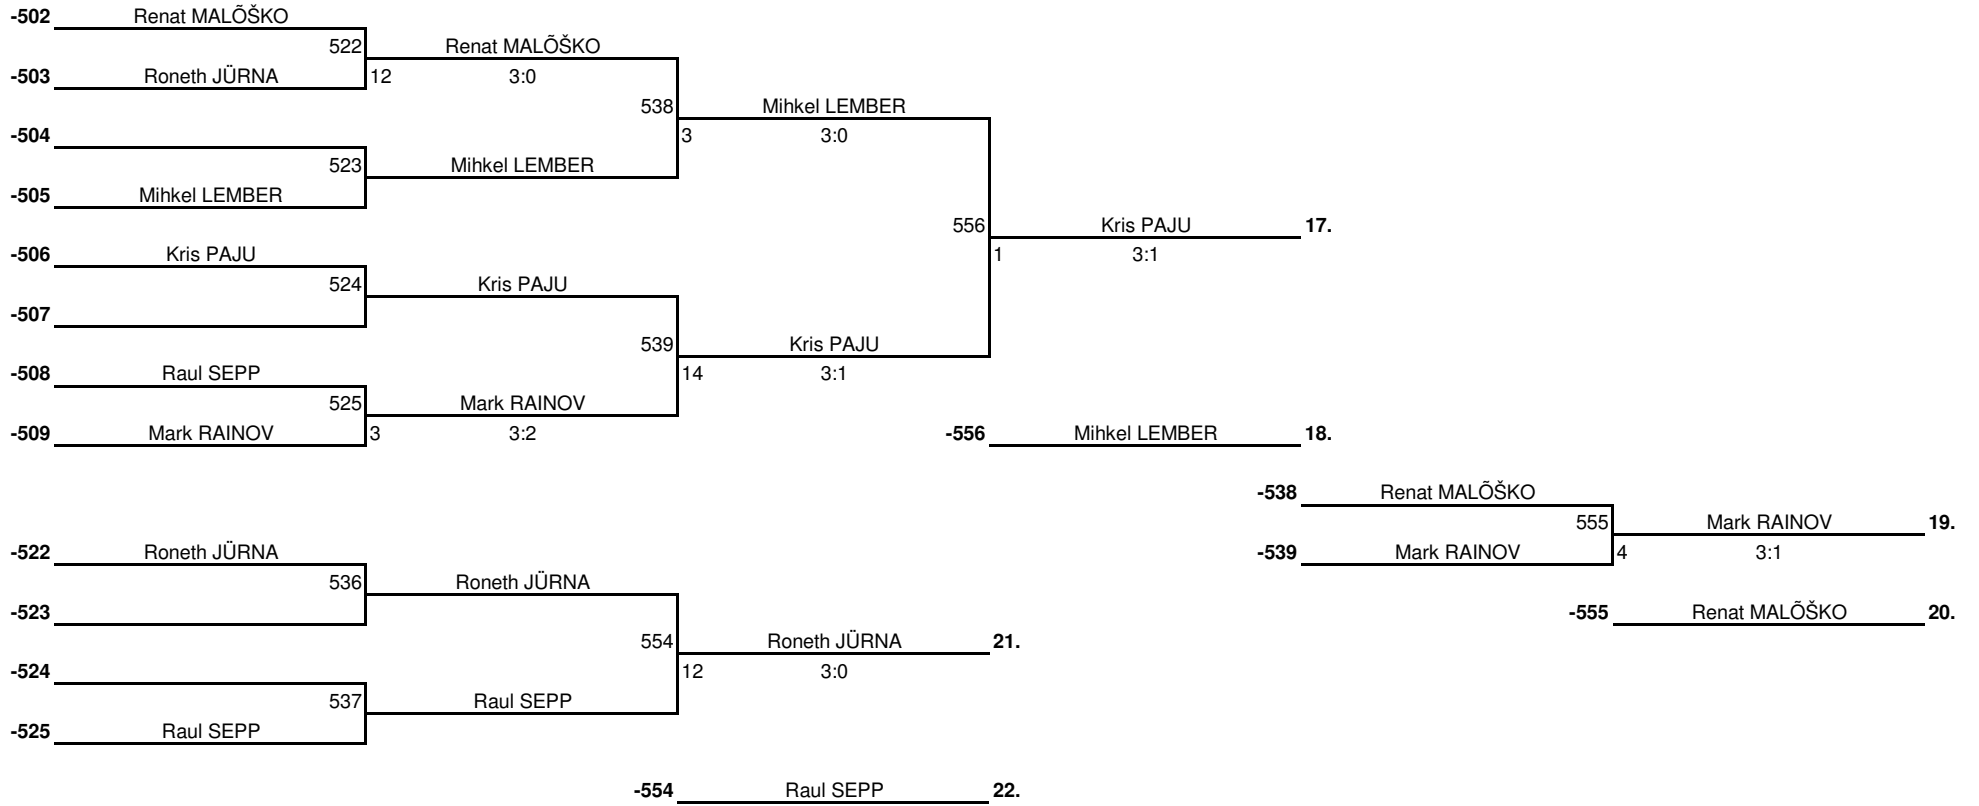 -502 Renat MALÕŠKO
522 Renat MALÕŠKO
-503 Roneth JÜRNA 12 3:0
538 Mihkel LEMBER
-504 3 3:0
523 Mihkel LEMBER
-505 Mihkel LEMBER
556 Kris PAJU 17.
-506 Kris PAJU 1 3:1
524 Kris PAJU
-507
539 Kris PAJU
-508 Raul SEPP 14 3:1
525 Mark RAINOV
-509 Mark RAINOV 3 3:2 -556 Mihkel LEMBER 18.
-538 Renat MALÕŠKO
555 Mark RAINOV 19.
-522 Roneth JÜRNA -539 Mark RAINOV 4 3:1
536 Roneth JÜRNA
-523 -555 Renat MALÕŠKO 20.
554 Roneth JÜRNA 21.
-524 12 3:0
537 Raul SEPP
-525 Raul SEPP
-554 Raul SEPP 22.